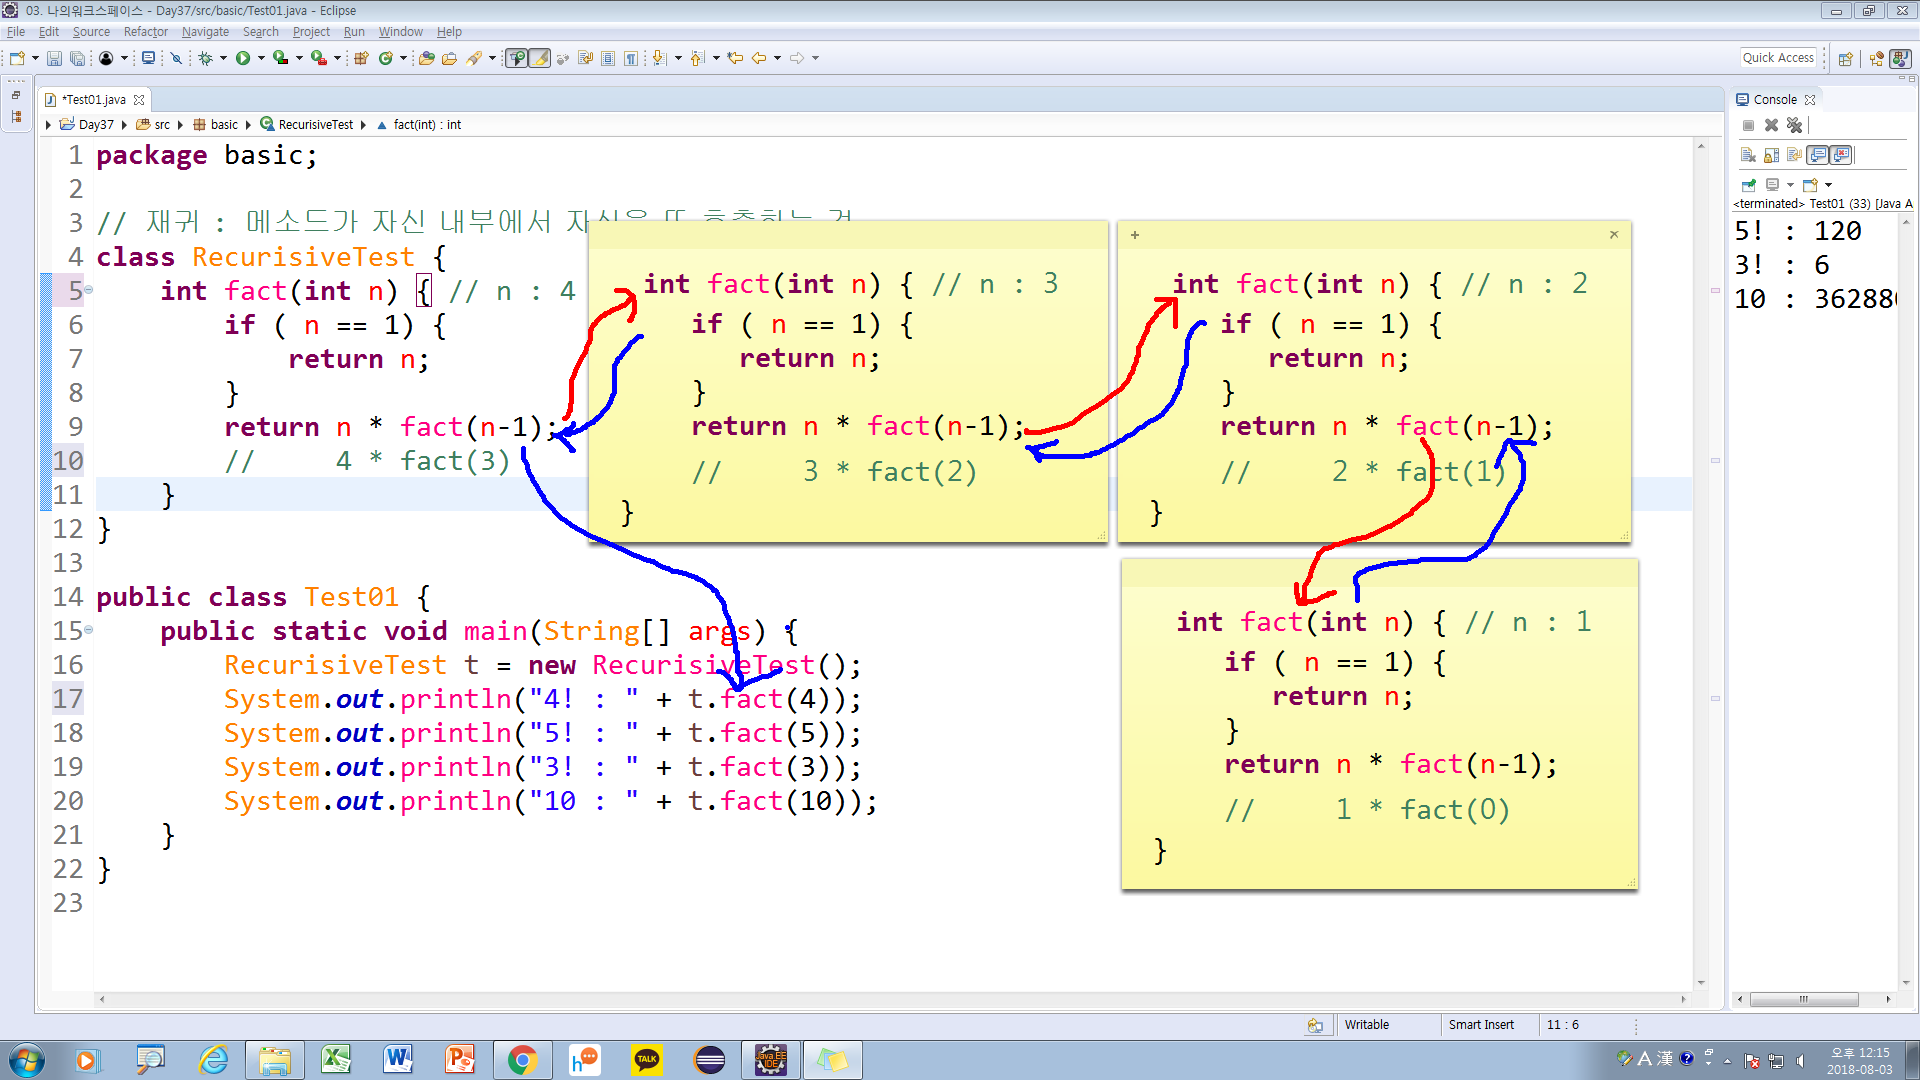 03. 나의워크스페이스 - Day37/src/basic/Test01.java - Eclipse
File Edit Source Refactor Navigate Search Project Run Window Help
Quick Access
*Test01.java
Day37 src basic RecurisiveTest fact(int) : int
1 package basic;
2
3 // 재귀 : 메소드가 자신 내부에서
4 class RecurisiveTest {
5 int fact(int n) { // n : 4
6 if ( n == 1) {
7 return n;
8 }
9 return n * fact(n-1);
10 // 4 * fact(3)
11 }
12 }
13
14 public class Test01 {
15 public static void main(String[] args) {
16 RecurisiveTest t = new RecurisiveTest();
17 System.out.println("4! : " + t.fact(4));
18 System.out.println("5! : " + t.fact(5));
19 System.out.println("3! : " + t.fact(3));
20 System.out.println("10 : " + t.fact(10));
21 }
22 }
23
int fact(int n) { // n : 3
if ( n == 1) {
return n;
}
return n * fact(n-1);
// 3 * fact(2)
}
int fact(int n) { // n : 2
if ( n == 1) {
return n;
}
return n * fact(n-1);
// 2 * fact(1)
}
int fact(int n) { // n : 1
if ( n == 1) {
return n;
}
return n * fact(n-1);
// 1 * fact(0)
}
Console
<terminated> Test01 (33) [Java A
5! : 120
3! : 6
10 : 362880
Writable Smart Insert 11 : 6
TALK
Java EE
IDE
A 漢
오후 12:15
2018-08-03